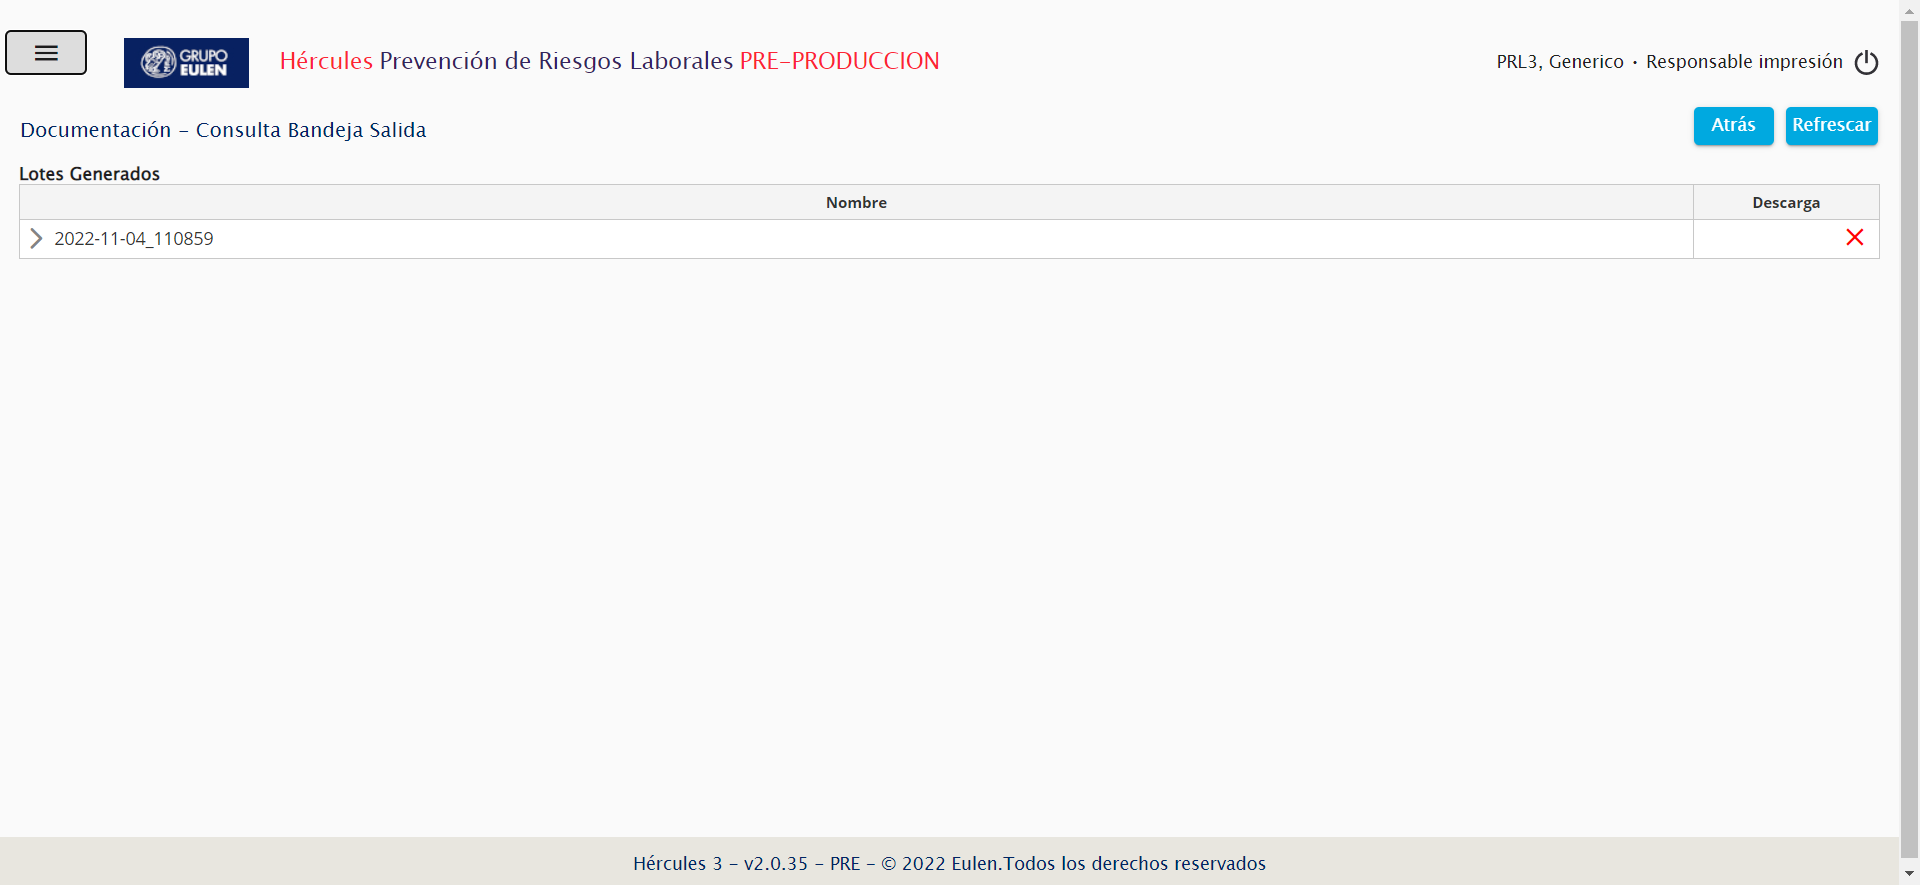 GRUPO
EULEN
Hércules Prevención de Riesgos Laborales PRE-PRODUCCION
PRL3, Generico · Responsable impresión
Documentación - Consulta Bandeja Salida
Atrás
Refrescar
Lotes Generados
Nombre
Descarga
2022-11-04_110859
Hércules 3 - v2.0.35 - PRE - © 2022 Eulen.Todos los derechos reservados